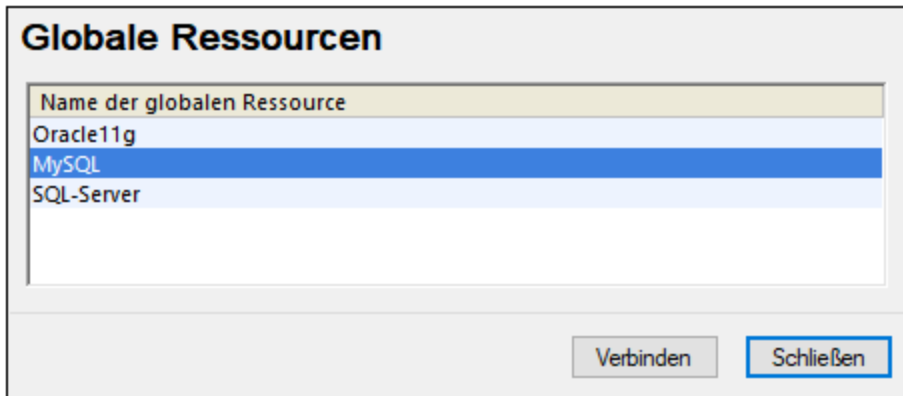 Globale Ressourcen
Name der globalen Ressource
Oracle11g
MySQL
SQL-Server
Verbinden Schließen